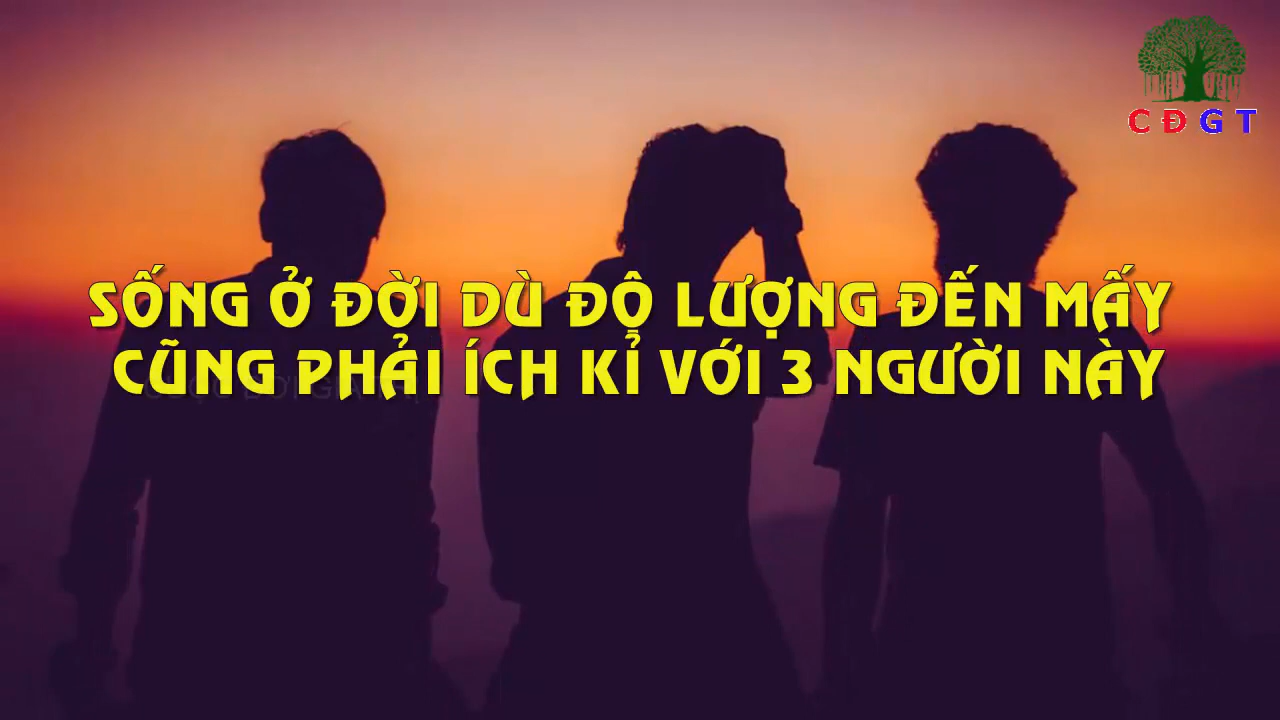 CĐGT
SỐNG Ở ĐỜI DÙ ĐỘ LƯỢNG ĐẾN MẤY
CŨNG PHẢI ÍCH KỈ VỚI 3 NGƯỜI NÀY